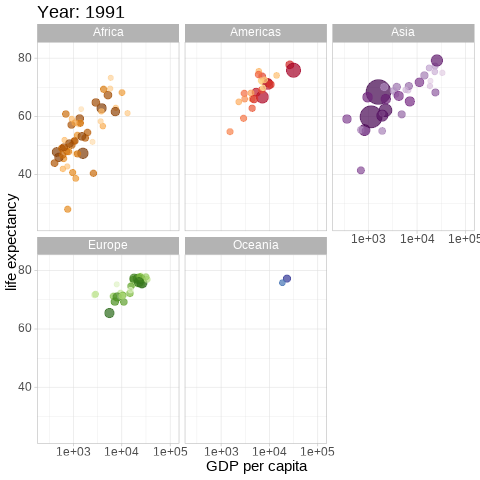 Year: 1991
Africa
Americas
Asia
80
60
40
1e+03
1e+04
1e+05
Europe
Oceania
80
60
40
1e+03
1e+04
1e+05
1e+03
1e+04
1e+05
life expectancy
GDP per capita